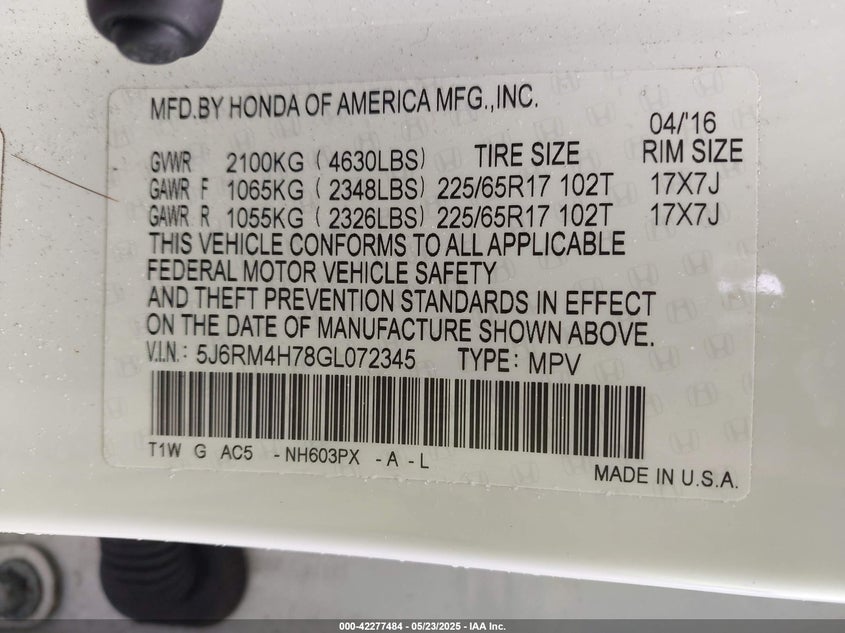 MFD.BY HONDA OF AMERICA MFG.,INC.
04/'16
GVWR 2100KG ( 4630LBS) TIRE SIZE RIM SIZE
GAWR F 1065KG ( 2348LBS) 225/65R17 102T 17X7J
GAWR R 1055KG ( 2326LBS) 225/65R17 102T 17X7J
THIS VEHICLE CONFORMS TO ALL APPLICABLE
FEDERAL MOTOR VEHICLE SAFETY
AND THEFT PREVENTION STANDARDS IN EFFECT
ON THE DATE OF MANUFACTURE SHOWN ABOVE.
V.I.N.: 5J6RM4H78GL072345 TYPE: MPV
T1W G AC5 -NH603PX -A -L
MADE IN U.S.A.
000-42277484 - 05/23/2025 - IAA Inc.